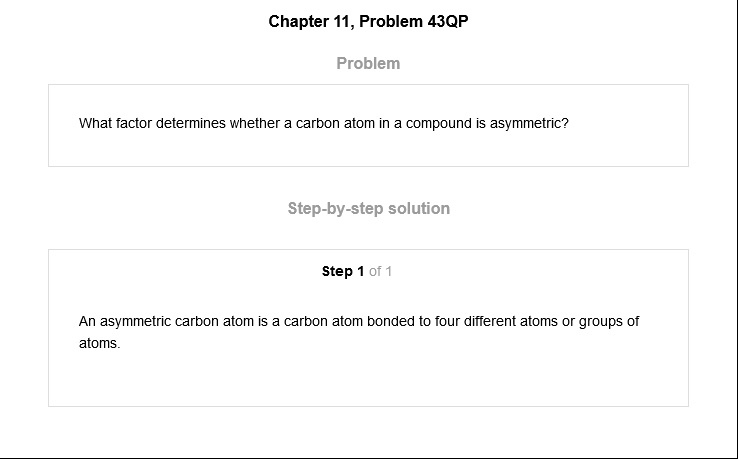 Chapter 11, Problem 43QP
Problem
What factor determines whether a carbon atom in a compound is asymmetric?
Step-by-step solution
Step 1 of 1
An asymmetric carbon atom is a carbon atom bonded to four different atoms or groups of
atoms.